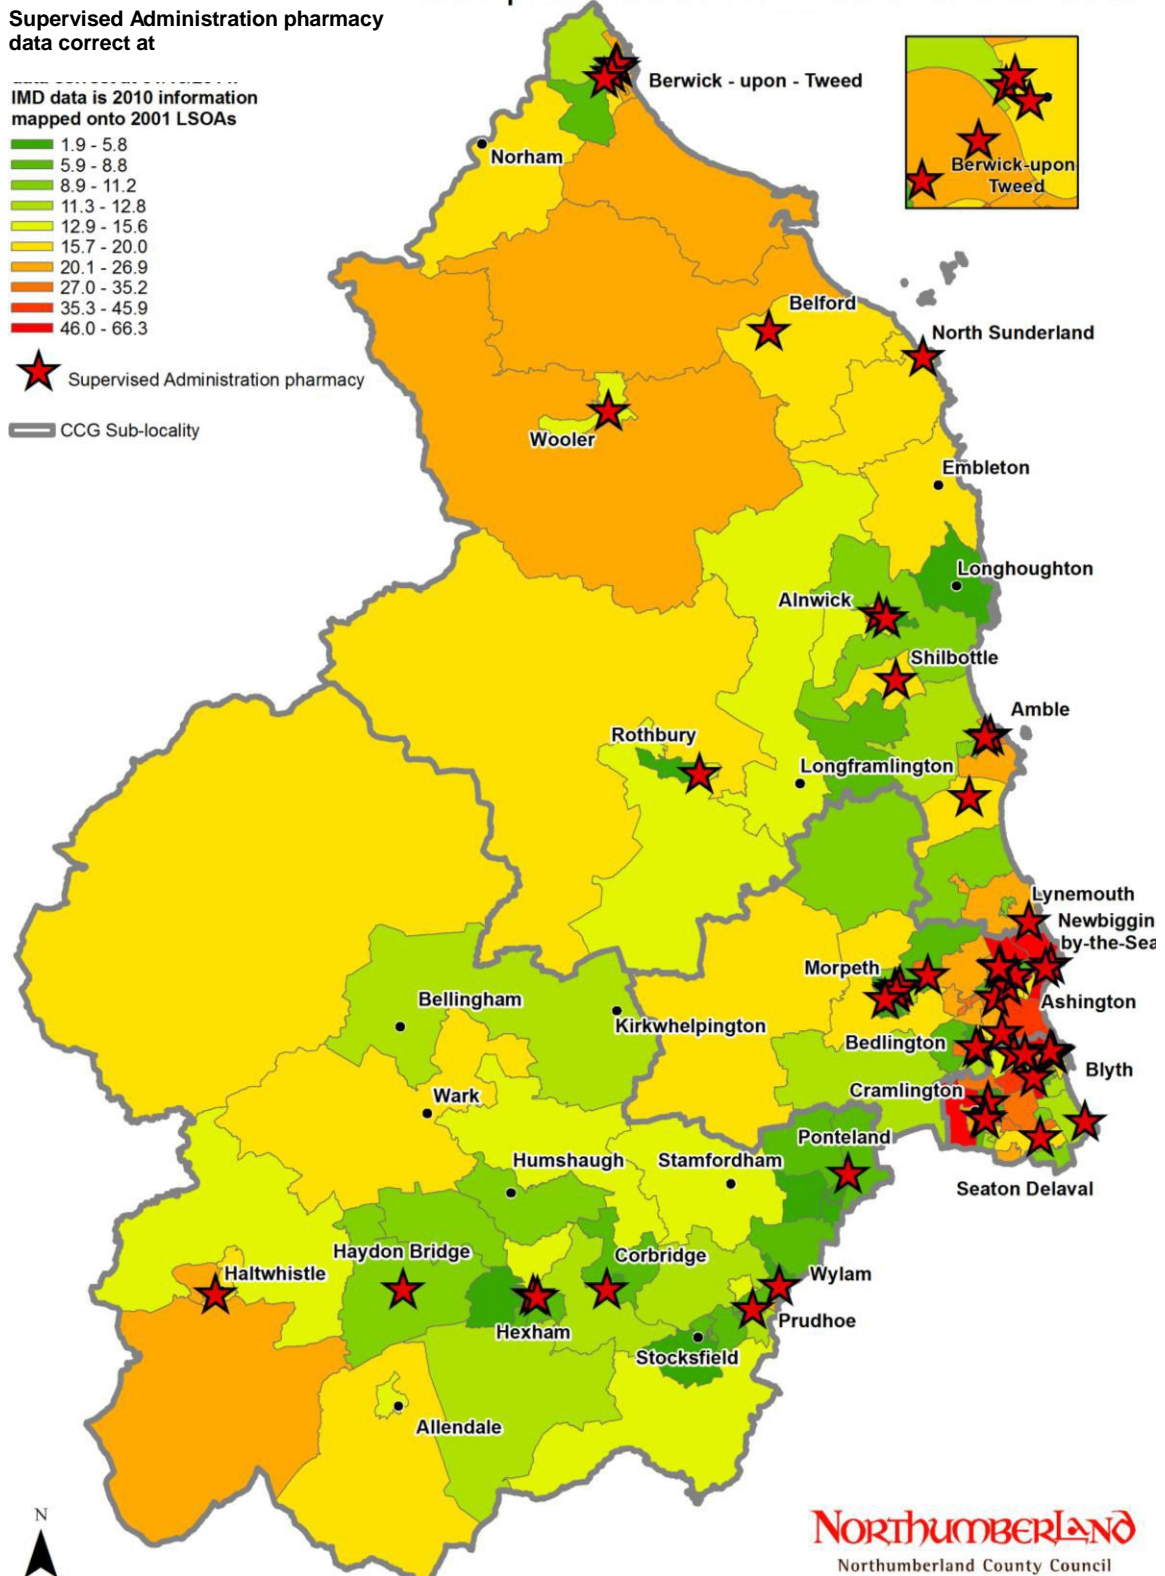 Supervised Administration pharmacy
data correct at
IMD data is 2010 information
mapped onto 2001 LSOAs
1.9 - 5.8
5.9 - 8.8
8.9 - 11.2
11.3 - 12.8
12.9 - 15.6
15.7 - 20.0
20.1 - 26.9
27.0 - 35.2
35.3 - 45.9
46.0 - 66.3
Supervised Administration pharmacy
CCG Sub-locality
Berwick - upon - Tweed
Berwick-upon-
Tweed
Norham
Belford
North Sunderland
Wooler
Embleton
Longhoughton
Alnwick
Shilbottle
Amble
Rothbury
Longframlington
Lynemouth
Newbiggin
by-the-Sea
Morpeth
Ashington
Bellingham
Kirkwhelpington
Bedlington
Blyth
Cramlington
Wark
Ponteland
Humshaugh
Stamfordham
Seaton Delaval
Haydon Bridge
Corbridge
Haltwhistle
Wylam
Prudhoe
Hexham
Stocksfield
Allendale
N
NORTHUMBERLAND
Northumberland County Council